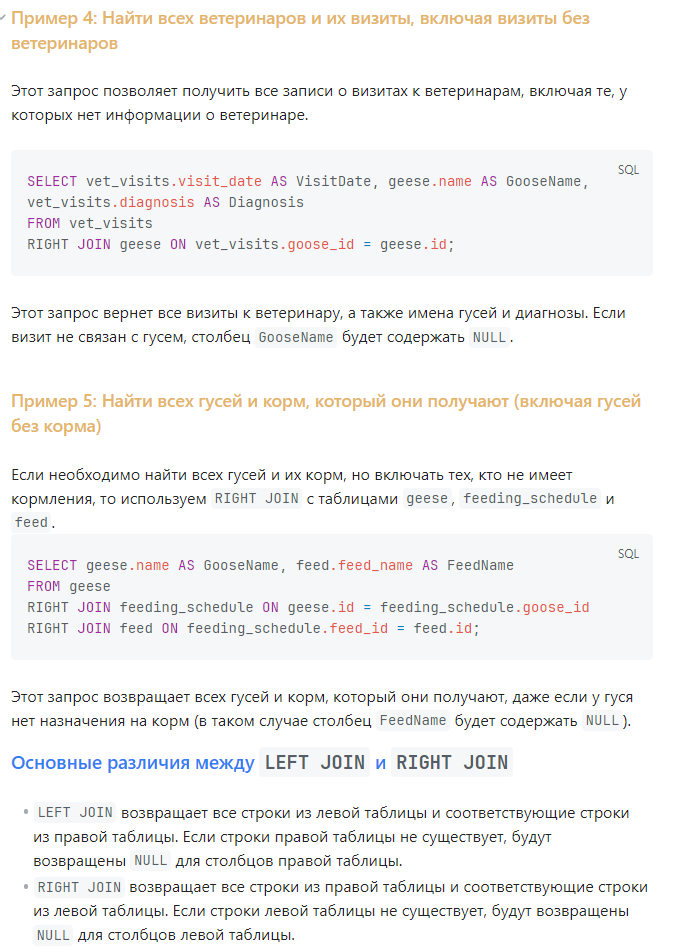 Пример 4: Найти всех ветеринаров и их визиты, включая визиты без
ветеринаров
Этот запрос позволяет получить все записи о визитах к ветеринарам, включая те, у
которых нет информации о ветеринаре.
SQL
SELECT vet_visits.visit_date AS VisitDate, geese.name AS GooseName,
vet_visits.diagnosis AS Diagnosis
FROM vet_visits
RIGHT JOIN geese ON vet_visits.goose_id = geese.id;
Этот запрос вернет все визиты к ветеринару, а также имена гусей и диагнозы. Если
визит не связан с гусем, столбец GooseName будет содержать NULL.
Пример 5: Найти всех гусей и корм, который они получают (включая гусей
без корма)
Если необходимо найти всех гусей и их корм, но включать тех, кто не имеет
кормления, то используем RIGHT JOIN с таблицами geese, feeding_schedule и
feed.
SQL
SELECT geese.name AS GooseName, feed.feed_name AS FeedName
FROM geese
RIGHT JOIN feeding_schedule ON geese.id = feeding_schedule.goose_id
RIGHT JOIN feed ON feeding_schedule.feed_id = feed.id;
Этот запрос возвращает всех гусей и корм, который они получают, даже если у гуся
нет назначения на корм (в таком случае столбец FeedName будет содержать NULL).
Основные различия между LEFT JOIN и RIGHT JOIN
• LEFT JOIN возвращает все строки из левой таблицы и соответствующие строки
из правой таблицы. Если строки правой таблицы не существует, будут
возвращены NULL для столбцов правой таблицы.
• RIGHT JOIN возвращает все строки из правой таблицы и соответствующие строки
из левой таблицы. Если строки левой таблицы не существует, будут возвращены
NULL для столбцов левой таблицы.